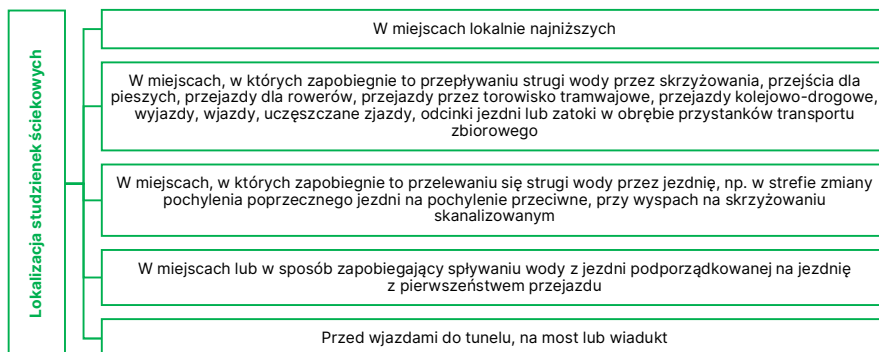 Lokalizacja studzienek ściekowych
W miejscach lokalnie najniższych
W miejscach, w których zapobiegnie to przepływaniu strugi wody przez skrzyżowania, przejścia dla
pieszych, przejazdy dla rowerów, przejazdy przez torowisko tramwajowe, przejazdy kolejowo-drogowe,
wyjazdy, wjazdy, uczęszczane zjazdy, odcinki jezdni lub zatoki w obrębie przystanków transportu
zbiorowego
W miejscach, w których zapobiegnie to przelewaniu się strugi wody przez jezdnię, np. w strefie zmiany
pochylenia poprzecznego jezdni na pochylenie przeciwne, przy wyspach na skrzyżowaniu
skanalizowanym
W miejscach lub w sposób zapobiegający spływaniu wody z jezdni podporządkowanej na jezdnię
z pierwszeństwem przejazdu
Przed wjazdami do tunelu, na most lub wiadukt